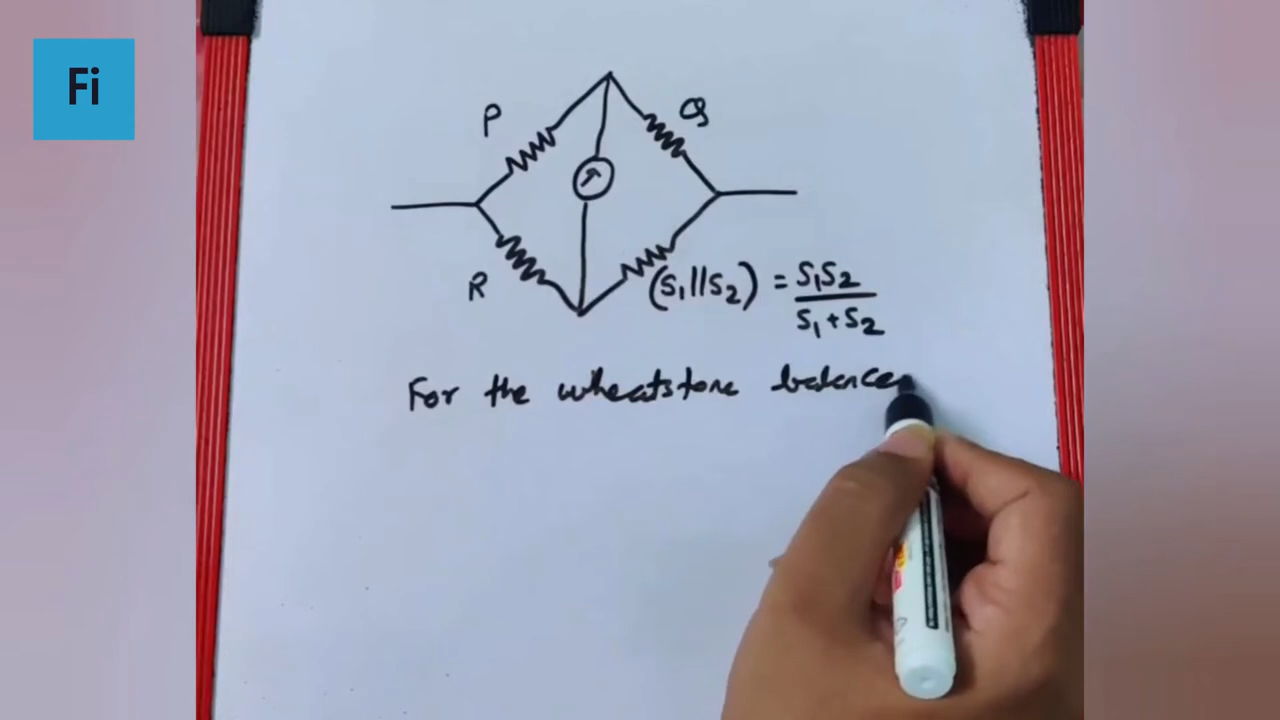 Fi
P
Q
R
(S₁||S₂) = S₁S₂
S₁+S₂
For the wheatstone balance